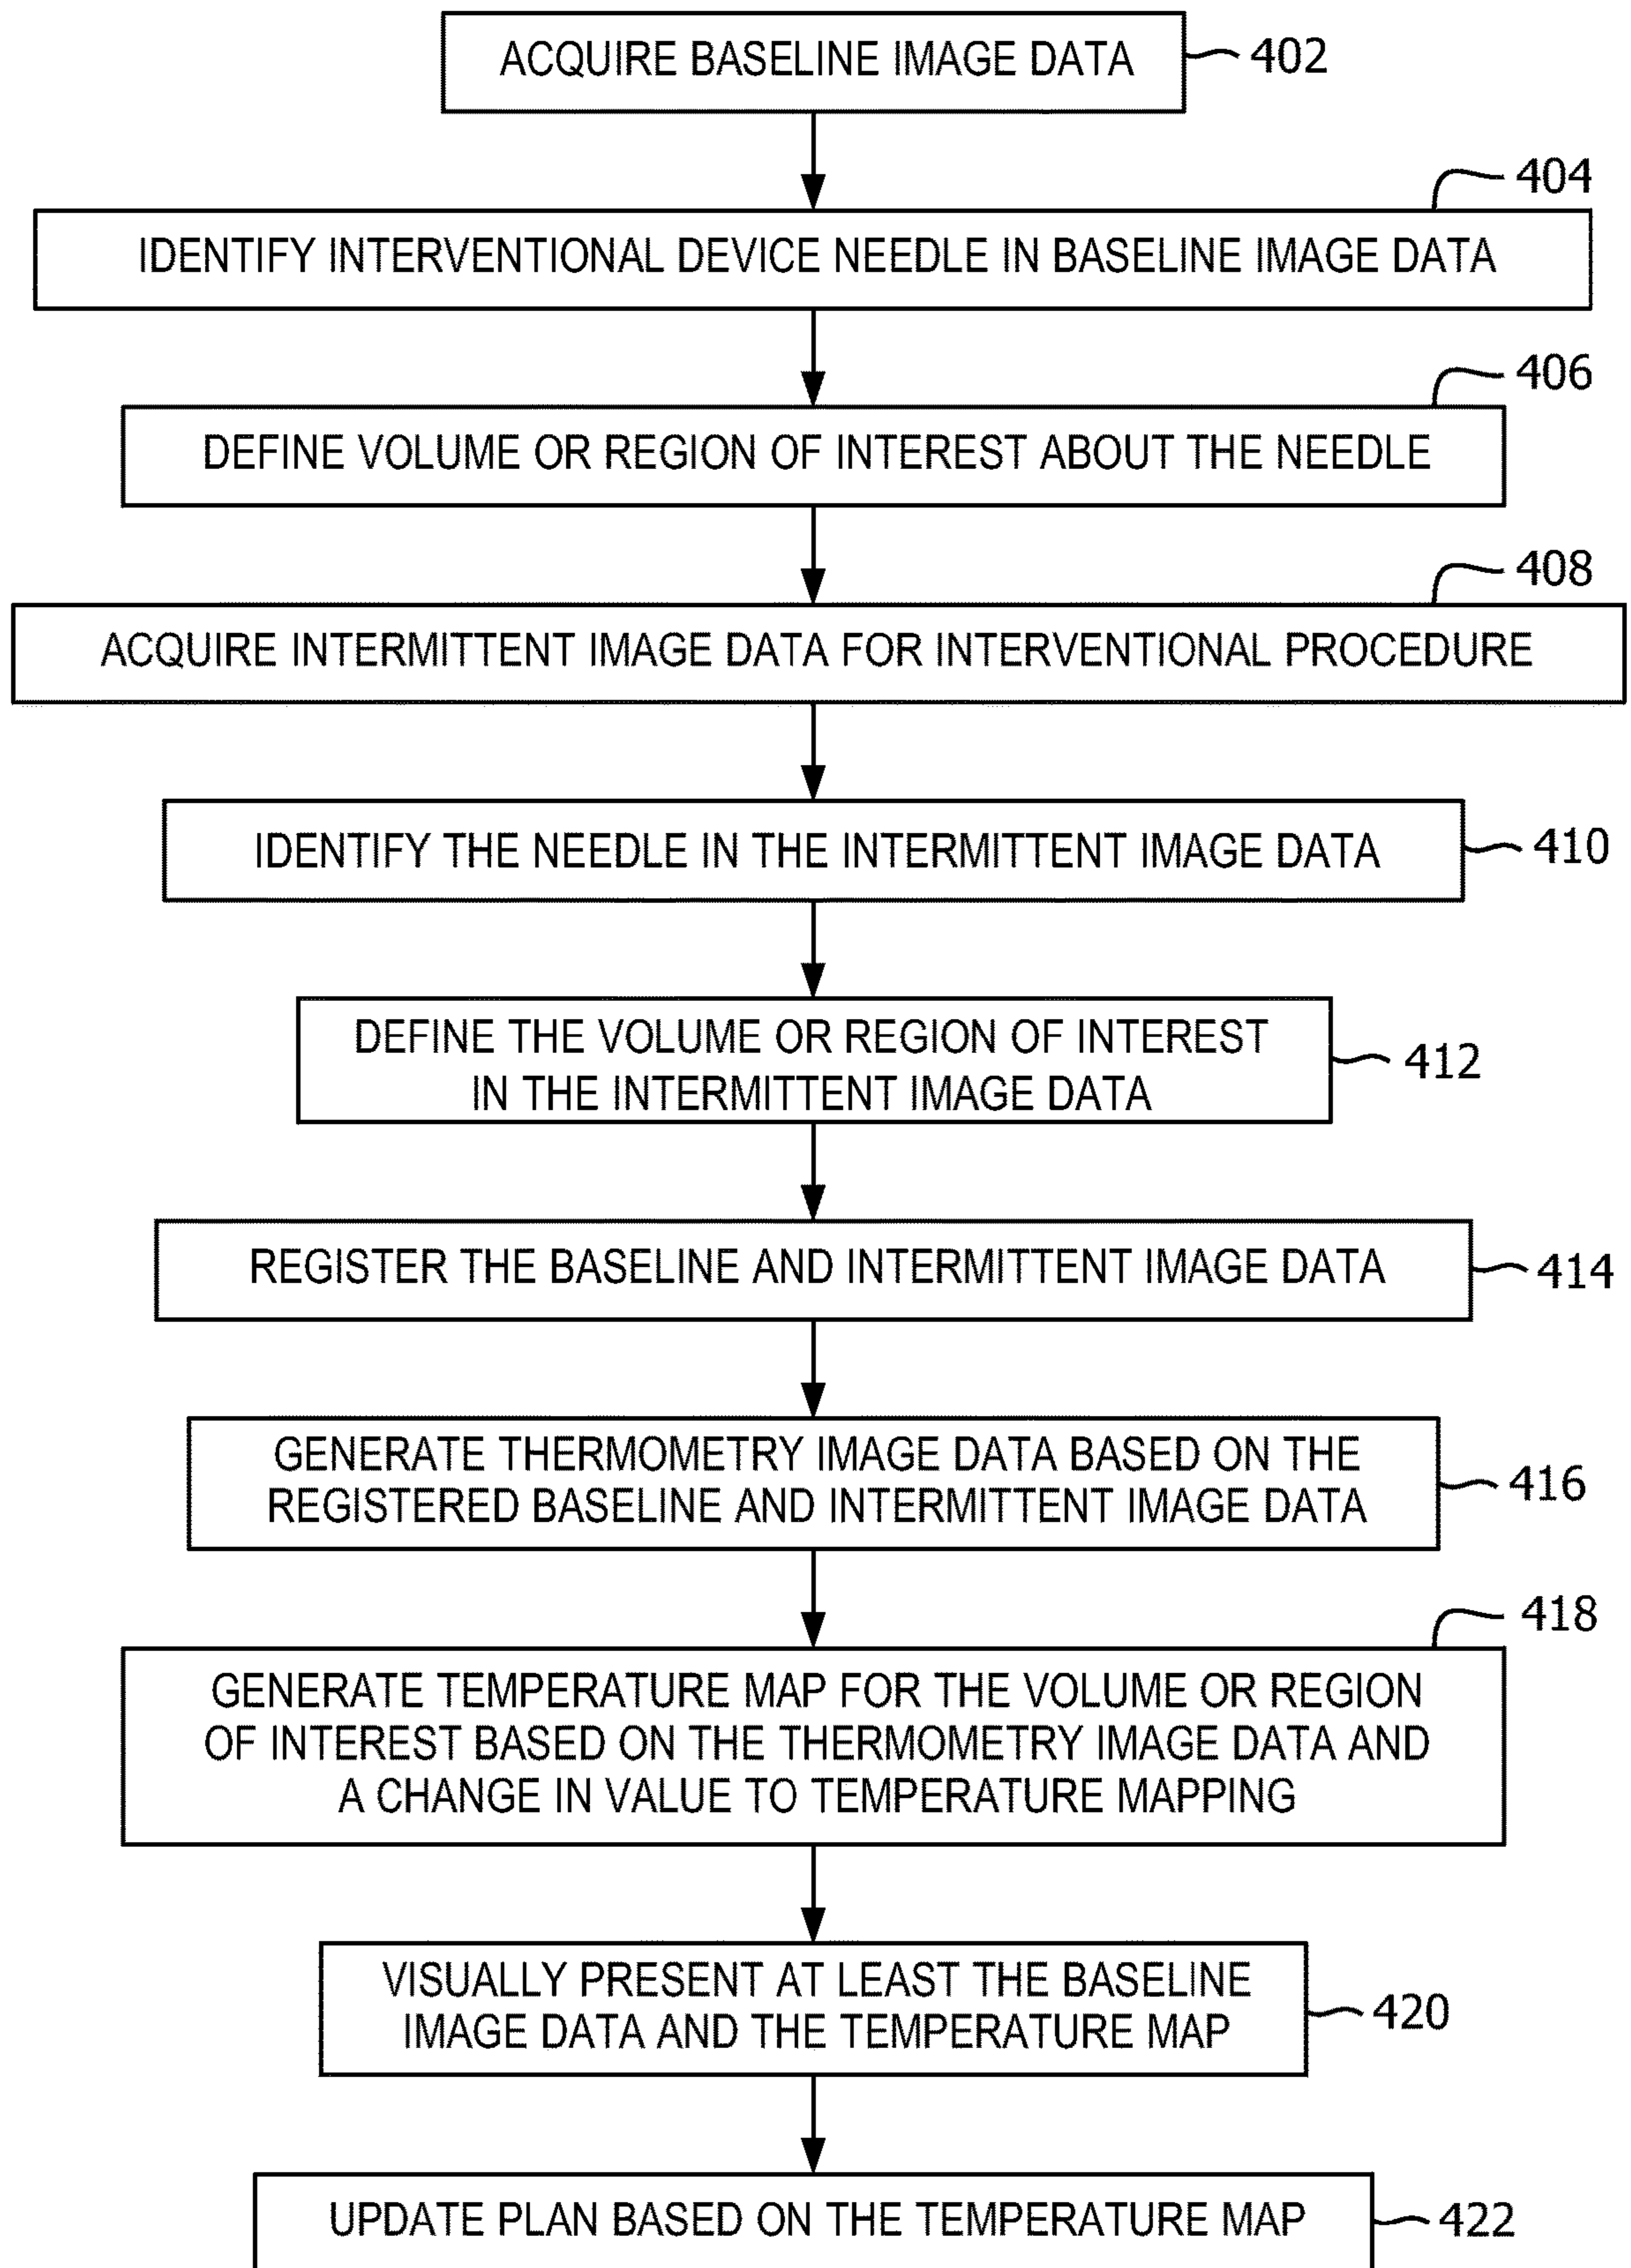 ACQUIRE BASELINE IMAGE DATA
402
404
IDENTIFY INTERVENTIONAL DEVICE NEEDLE IN BASELINE IMAGE DATA
406
DEFINE VOLUME OR REGION OF INTEREST ABOUT THE NEEDLE
408
ACQUIRE INTERMITTENT IMAGE DATA FOR INTERVENTIONAL PROCEDURE
IDENTIFY THE NEEDLE IN THE INTERMITTENT IMAGE DATA
410
DEFINE THE VOLUME OR REGION OF INTEREST
IN THE INTERMITTENT IMAGE DATA
412
REGISTER THE BASELINE AND INTERMITTENT IMAGE DATA
414
GENERATE THERMOMETRY IMAGE DATA BASED ON THE
REGISTERED BASELINE AND INTERMITTENT IMAGE DATA
416
418
GENERATE TEMPERATURE MAP FOR THE VOLUME OR REGION
OF INTEREST BASED ON THE THERMOMETRY IMAGE DATA AND
A CHANGE IN VALUE TO TEMPERATURE MAPPING
VISUALLY PRESENT AT LEAST THE BASELINE
IMAGE DATA AND THE TEMPERATURE MAP
420
UPDATE PLAN BASED ON THE TEMPERATURE MAP
422